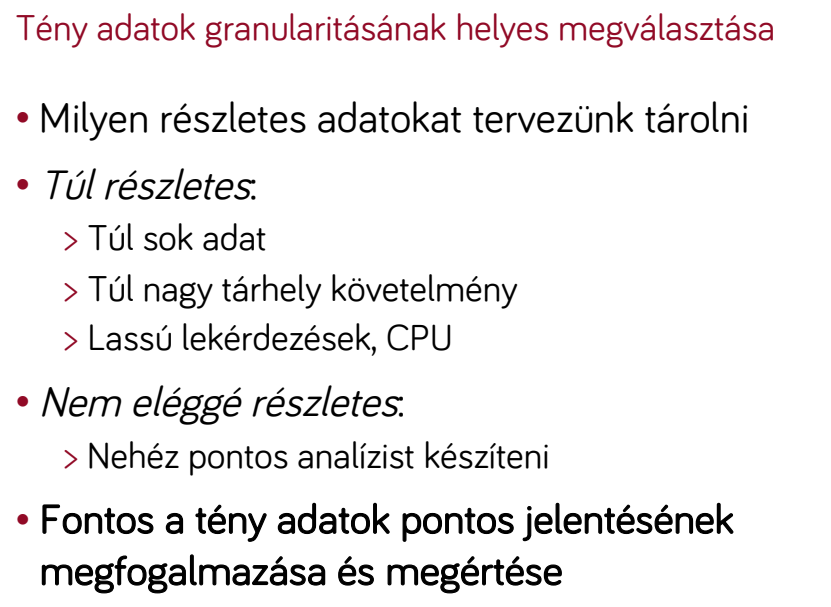 Tény adatok granularitásának helyes megválasztása
• Milyen részletes adatokat tervezünk tárolni
• Túl részletes:
> Túl sok adat
> Túl nagy tárhely követelmény
> Lassú lekérdezések, CPU
• Nem eléggé részletes:
> Nehéz pontos analízist készíteni
• Fontos a tény adatok pontos jelentésének
megfogalmazása és megértése